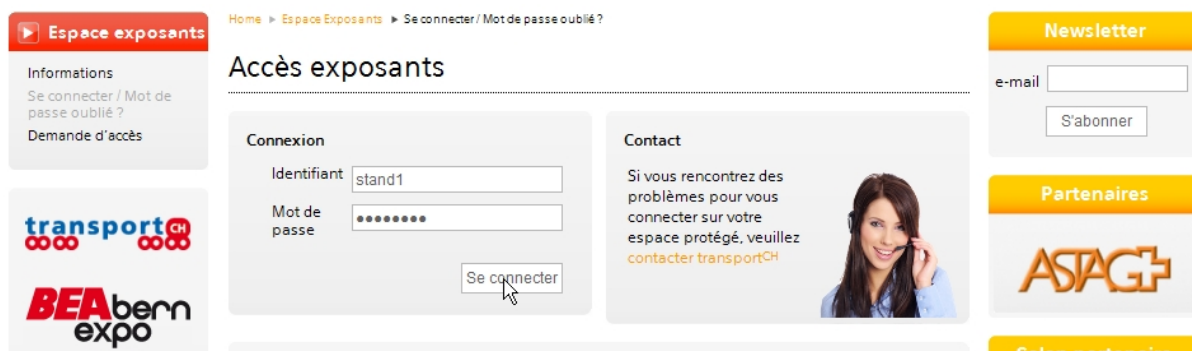 Home ▶ Espace Exposants ▶ Se connecter / Mot de passe oublié ?
Espace exposants
Informations
Se connecter / Mot de
passe oublié ?
Demande d'accès
transportCH
BEA bern
expo
Accès exposants
Connexion
Identifiant stand1
Mot de
passe ••••••••
Se connecter
Contact
Si vous rencontrez des
problèmes pour vous
connecter sur votre
espace protégé, veuillez
contacter transportCH
Newsletter
e-mail
S'abonner
Partenaires
ASTAG